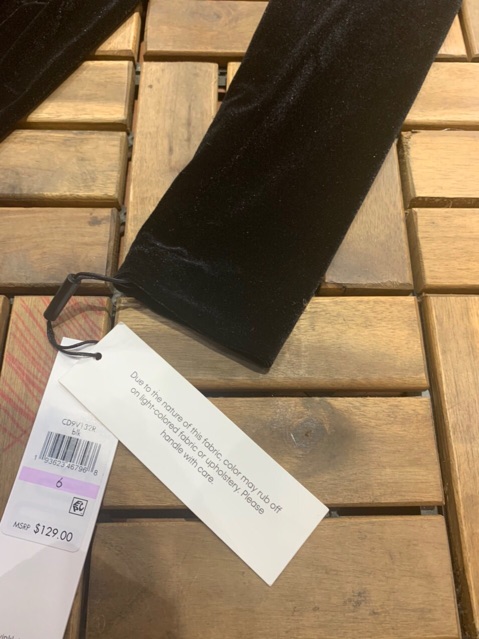 Due to the nature of this fabric, color may rub off
on light-colored fabric or upholstery. Please
handle with care.
blk
6
MSRP $129.00